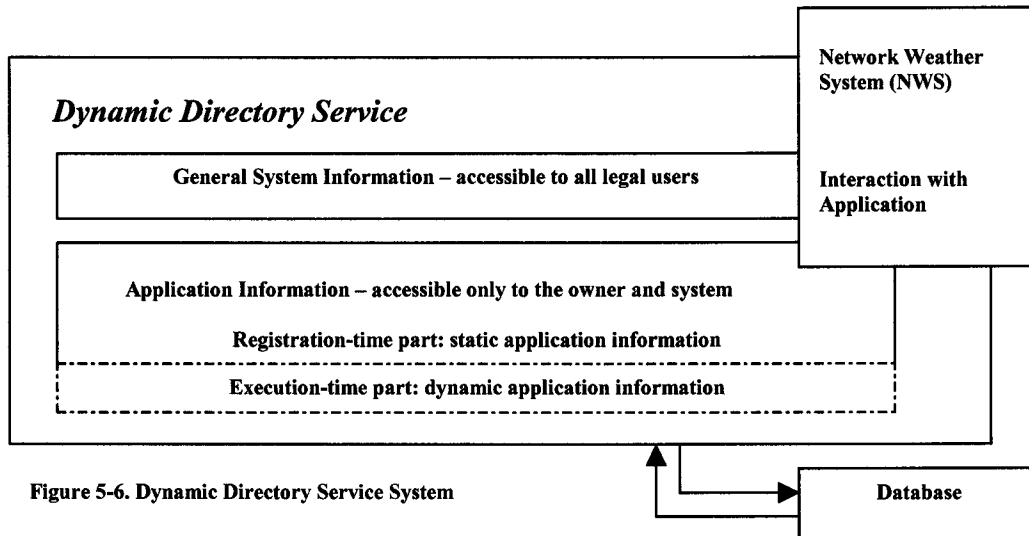 Network Weather
System (NWS)
Dynamic Directory Service
General System Information – accessible to all legal users
Interaction with
Application
Application Information – accessible only to the owner and system
Registration-time part: static application information
Execution-time part: dynamic application information
Figure 5-6. Dynamic Directory Service System
Database